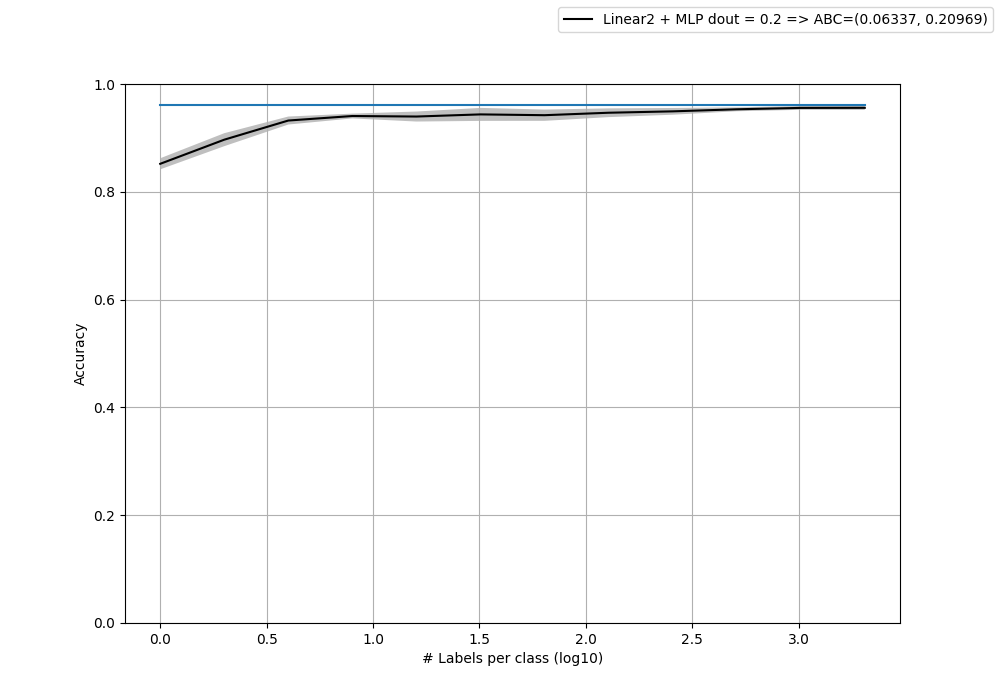 Linear2 + MLP dout = 0.2 => ABC=(0.06337, 0.20969)
1.0
0.8
0.6
0.4
0.2
0.0
Accuracy
0.0 0.5 1.0 1.5 2.0 2.5 3.0
# Labels per class (log10)